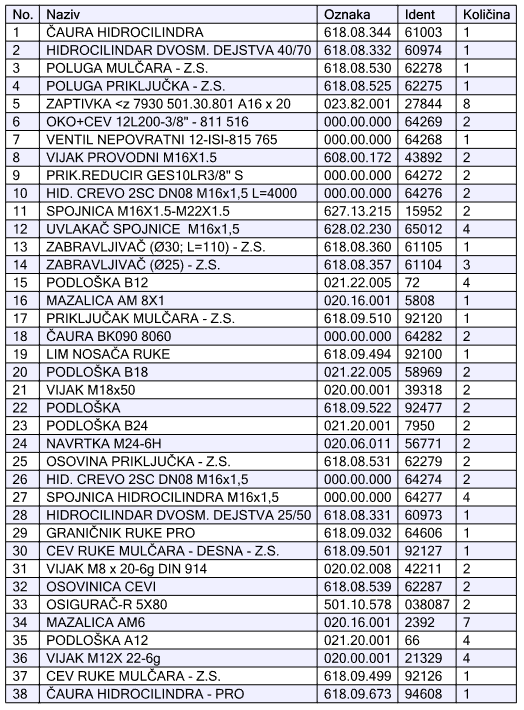 No. Naziv Oznaka Ident Količina
1 ČAURA HIDROCILINDRA 618.08.344 61003 1
2 HIDROCILINDAR DVOSM. DEJSTVA 40/70 618.08.332 60974 1
3 POLUGA MULČARA - Z.S. 618.08.530 62278 1
4 POLUGA PRIKLJUČKA - Z.S. 618.08.525 62275 1
5 ZAPTIVKA <z 7930 501.30.801 A16 x 20 023.82.001 27844 8
6 OKO+CEV 12L200-3/8" - 811 516 000.00.000 64269 2
7 VENTIL NEPOVRATNI 12-ISI-815 765 000.00.000 64268 1
8 VIJAK PROVODNI M16X1.5 608.00.172 43892 2
9 PRIK.REDUCIR GES10LR3/8" S 000.00.000 64272 2
10 HID. CREVO 2SC DN08 M16x1,5 L=4000 000.00.000 64276 2
11 SPOJNICA M16X1.5-M22X1.5 627.13.215 15952 2
12 UVLAKAČ SPOJNICE M16x1,5 628.02.230 65012 4
13 ZABRAVLJIVAČ (Ø30; L=110) - Z.S. 618.08.360 61105 1
14 ZABRAVLJIVAČ (Ø25) - Z.S. 618.08.357 61104 3
15 PODLOŠKA B12 021.22.005 72 4
16 MAZALICA AM 8X1 020.16.001 5808 1
17 PRIKLJUČAK MULČARA - Z.S. 618.09.510 92120 1
18 ČAURA BK090 8060 000.00.000 64282 2
19 LIM NOSAČA RUKE 618.09.494 92100 1
20 PODLOŠKA B18 021.22.005 58969 2
21 VIJAK M18x50 020.00.001 39318 2
22 PODLOŠKA 618.09.522 92477 2
23 PODLOŠKA B24 021.20.001 7950 2
24 NAVRTKA M24-6H 020.06.011 56771 2
25 OSOVINA PRIKLJUČKA - Z.S. 618.08.531 62279 2
26 HID. CREVO 2SC DN08 M16x1,5 000.00.000 64274 2
27 SPOJNICA HIDROCILINDRA M16x1,5 000.00.000 64277 4
28 HIDROCILINDAR DVOSM. DEJSTVA 25/50 618.08.331 60973 1
29 GRANIČNIK RUKE PRO 618.09.032 64606 1
30 CEV RUKE MULČARA - DESNA - Z.S. 618.09.501 92127 1
31 VIJAK M8 x 20-6g DIN 914 020.02.008 42211 2
32 OSOVINICA CEVI 618.08.539 62287 2
33 OSIGURAČ-R 5X80 501.10.578 038087 2
34 MAZALICA AM6 020.16.001 2392 7
35 PODLOŠKA A12 021.20.001 66 4
36 VIJAK M12X 22-6g 020.00.001 21329 4
37 CEV RUKE MULČARA - Z.S. 618.09.499 92126 1
38 ČAURA HIDROCILINDRA - PRO 618.09.673 94608 1